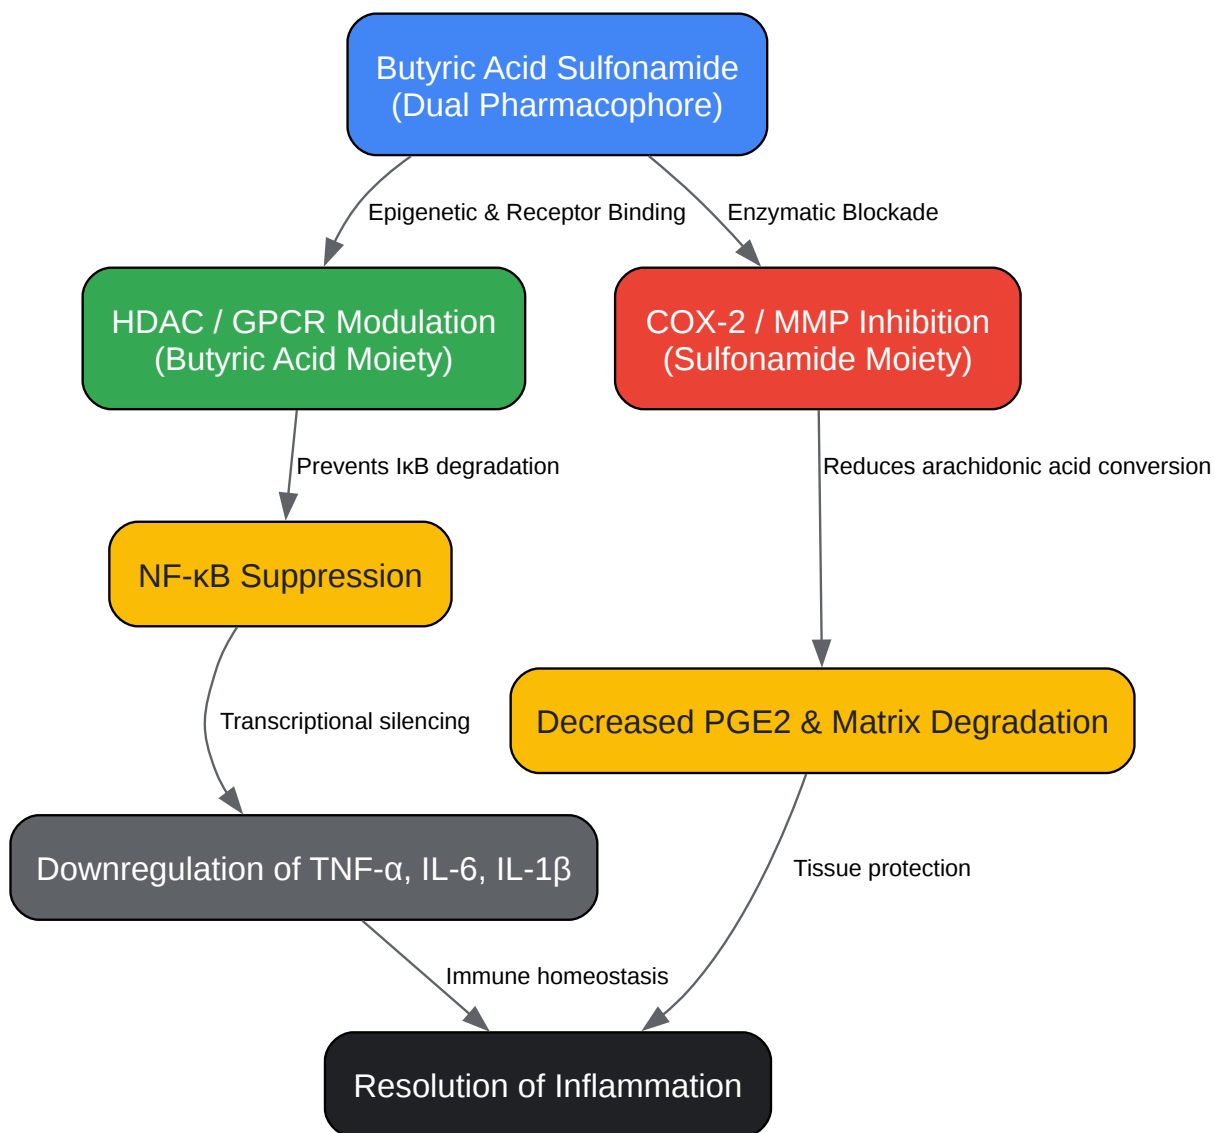 Butyric Acid Sulfonamide
(Dual Pharmacophore)
Epigenetic & Receptor Binding
Enzymatic Blockade
HDAC / GPCR Modulation
(Butyric Acid Moiety)
COX-2 / MMP Inhibition
(Sulfonamide Moiety)
Prevents IκB degradation
Reduces arachidonic acid conversion
NF-κB Suppression
Transcriptional silencing
Decreased PGE2 & Matrix Degradation
Downregulation of TNF-α, IL-6, IL-1β
Tissue protection
Immune homeostasis
Resolution of Inflammation